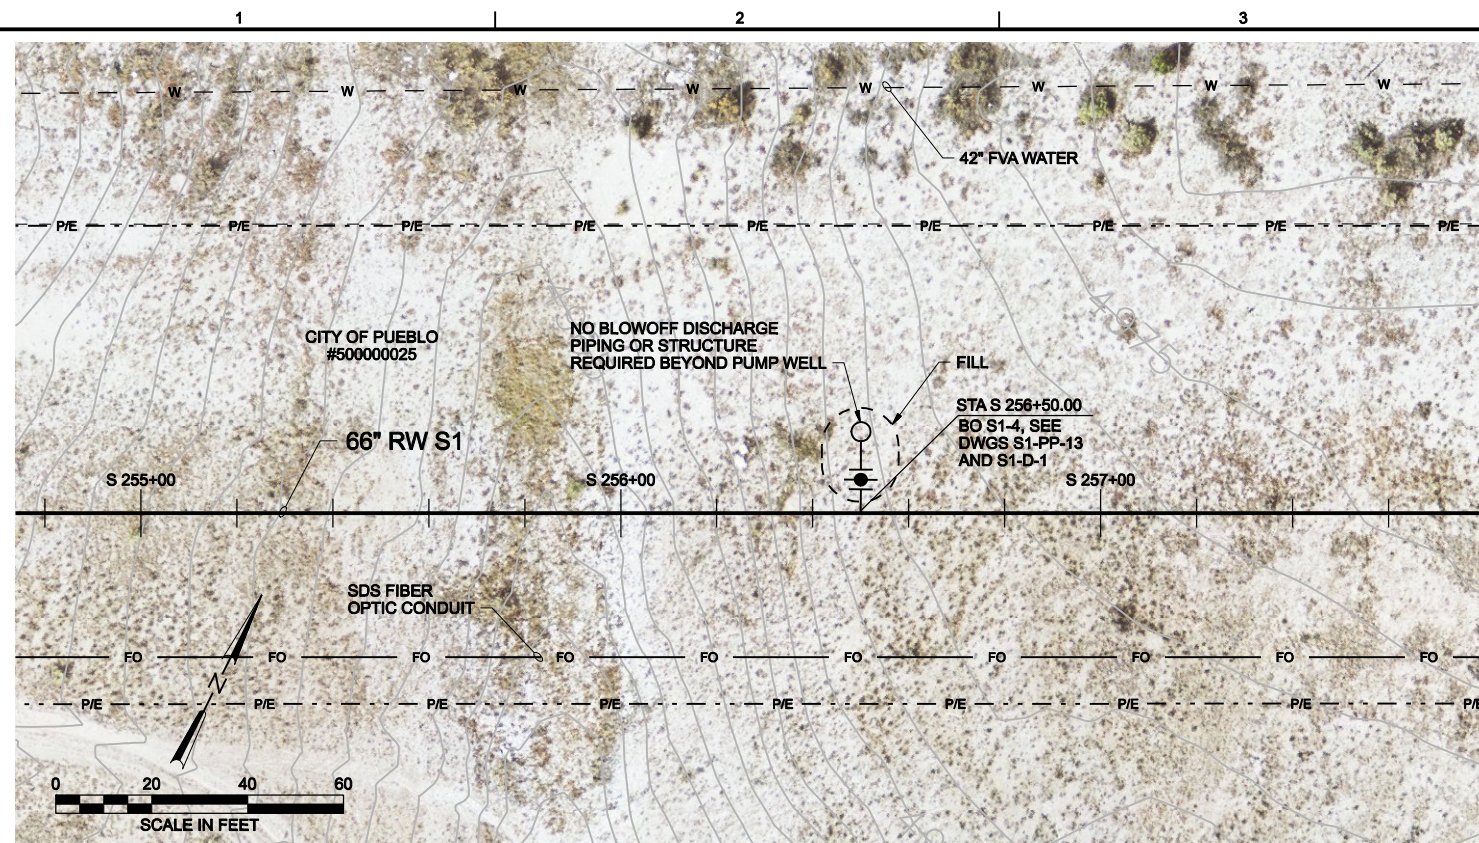 1 2 3
W W W W W W W W
42" FVA WATER
P/E P/E P/E P/E P/E P/E P/E P/E P/E
CITY OF PUEBLO
#500000025
NO BLOWOFF DISCHARGE
PIPING OR STRUCTURE
REQUIRED BEYOND PUMP WELL
FILL
STA S 256+50.00
BO S1-4, SEE
DWGS S1-PP-13
AND S1-D-1
66" RW S1
S 255+00 S 256+00 S 257+00
SDS FIBER
OPTIC CONDUIT
FO FO FO FO FO FO FO FO FO FO
N
P/E P/E P/E P/E P/E P/E P/E P/E P/E
0 20 40 60
SCALE IN FEET